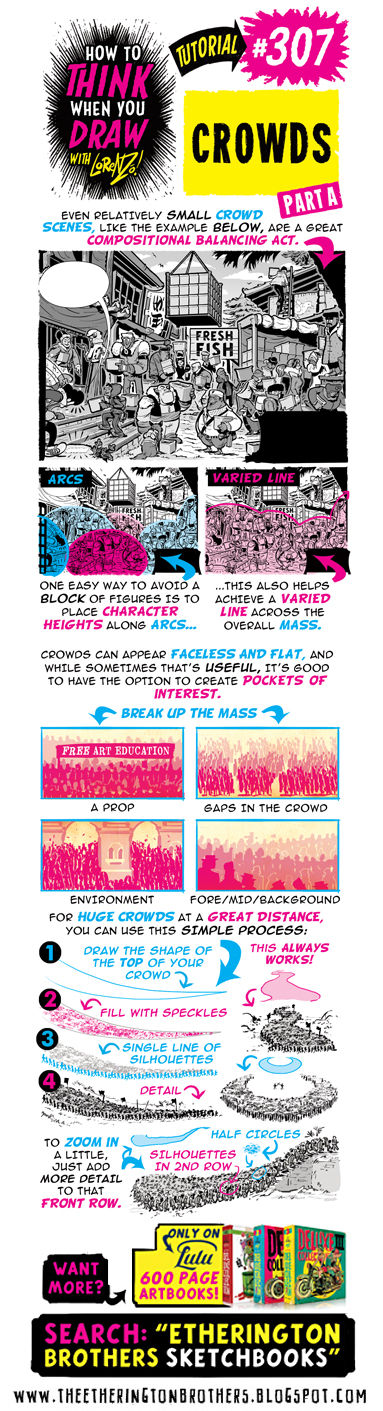 HOW TO
THINK
WHEN YOU
DRAW
WITH LORENZO!
TUTORIAL
#307
CROWDS
PART A
EVEN RELATIVELY SMALL CROWD
SCENES, LIKE THE EXAMPLE BELOW, ARE A GREAT
COMPOSITIONAL BALANCING ACT.
FRESH
FISH
ARCS
VARIED LINE
ONE EASY WAY TO AVOID A
BLOCK OF FIGURES IS TO
PLACE CHARACTER
HEIGHTS ALONG ARCS...
...THIS ALSO HELPS
ACHIEVE A VARIED
LINE ACROSS THE
OVERALL MASS.
CROWDS CAN APPEAR FACELESS AND FLAT, AND
WHILE SOMETIMES THAT'S USEFUL, IT'S GOOD
TO HAVE THE OPTION TO CREATE POCKETS OF
INTEREST.
BREAK UP THE MASS
FREE ART EDUCATION
A PROP
GAPS IN THE CROWD
ENVIRONMENT
FORE/MID/BACKGROUND
FOR HUGE CROWDS AT A GREAT DISTANCE,
YOU CAN USE THIS SIMPLE PROCESS:
1
DRAW THE SHAPE OF
THE TOP OF YOUR
CROWD
THIS ALWAYS
WORKS!
2
FILL WITH SPECKLES
3
SINGLE LINE OF
SILHOUETTES
4
DETAIL
TO ZOOM IN
A LITTLE,
JUST ADD
MORE DETAIL
TO THAT
FRONT ROW.
HALF CIRCLES
SILHOUETTES
IN 2ND ROW
WANT
MORE?
ONLY ON
Lulu
600 PAGE
ARTBOOKS!
SEARCH: "ETHERINGTON
BROTHERS SKETCHBOOKS"
WWW.THEETHERINGTONBROTHERS.BLOGSPOT.COM